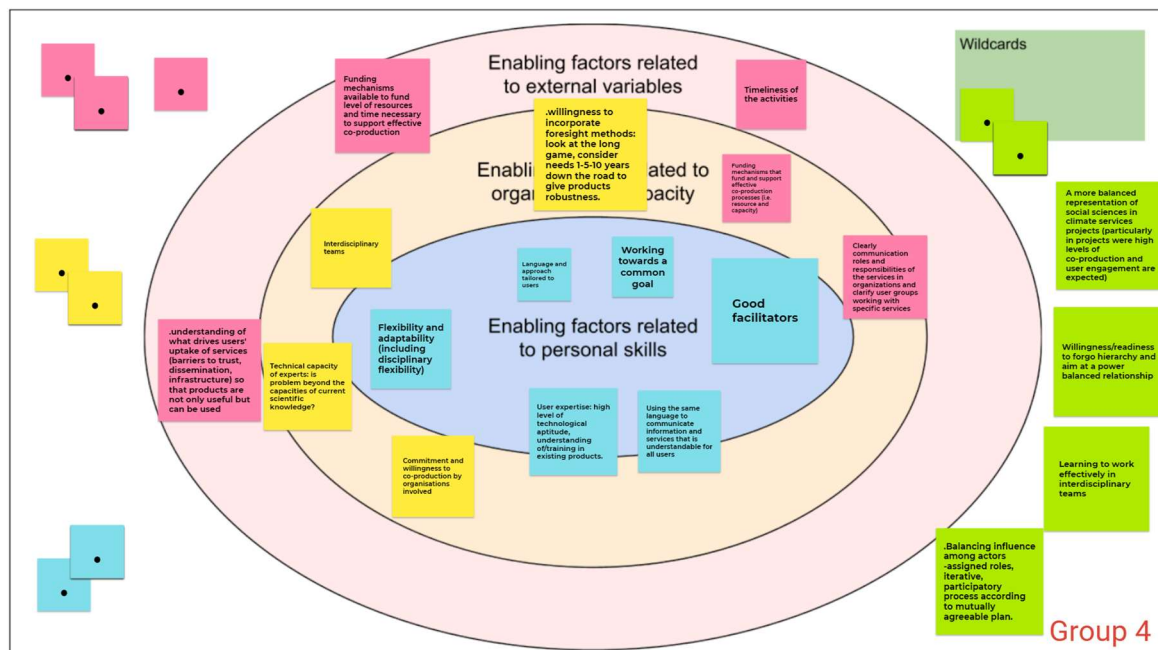 Enabling factors related
to external variables
Wildcards
Funding
mechanisms
available to fund
level of resources
and time necessary
to support effective
co-production
Timeliness of
the activities
.willingness to
incorporate
foresight methods:
look at the long
game, consider
needs 1-5-10 years
down the road to
give products
robustness.
Enabling
ated to
orga
pacity
Funding
mechanisms that
fund and support
effective
co-production
processes (i.e.
resource and
capacity)
A more balanced
representation of
social sciences in
climate services
projects (particularly
in projects were high
levels of
co-production and
user engagement are
expected)
Interdisciplinary
teams
Language and
approach
tailored to
users
Working
towards a
common
goal
Good
facilitators
Clearly
communication
roles and
responsibilities of
the services in
organizations and
clarify user groups
working with
specific services
Flexibility and
adaptability
(including
disciplinary
flexibility)
Enabling factors related
to personal skills
.understanding of
what drives users'
uptake of services
(barriers to trust,
dissemination,
infrastructure) so
that products are
not only useful but
can be used
Technical capacity
of experts: is
problem beyond the
capacities of current
scientific
knowledge?
Willingness/readiness
to forgo hierarchy and
aim at a power
balanced relationship
User expertise: high
level of
technological
aptitude,
understanding
of/training in
existing products.
Using the same
language to
communicate
information and
services that is
understandable for
all users
Commitment and
willingness to
co-production by
organisations
involved
Learning to work
effectively in
interdisciplinary
teams
.Balancing influence
among actors
-assigned roles,
iterative,
participatory
process according
to mutually
agreeable plan.
Group 4